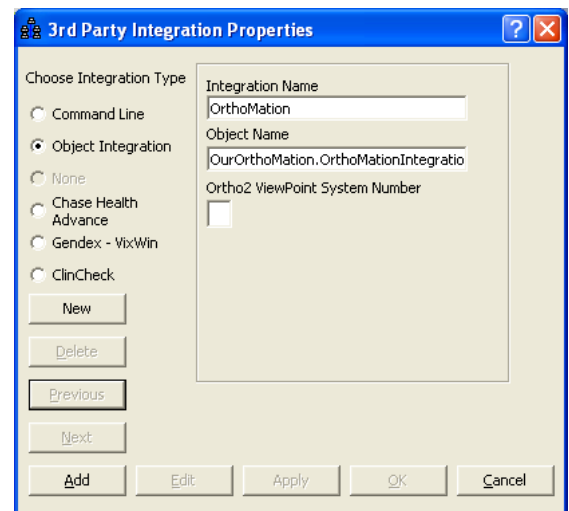 3rd Party Integration Properties
Choose Integration Type
Command Line
Object Integration
None
Chase Health
Advance
Gendex - VixWin
ClinCheck
New
Delete
Previous
Next
Integration Name
OrthoMation
Object Name
OurOrthoMation.OrthoMationIntegratio
Ortho2 ViewPoint System Number
Add
Edit
Apply
OK
Cancel